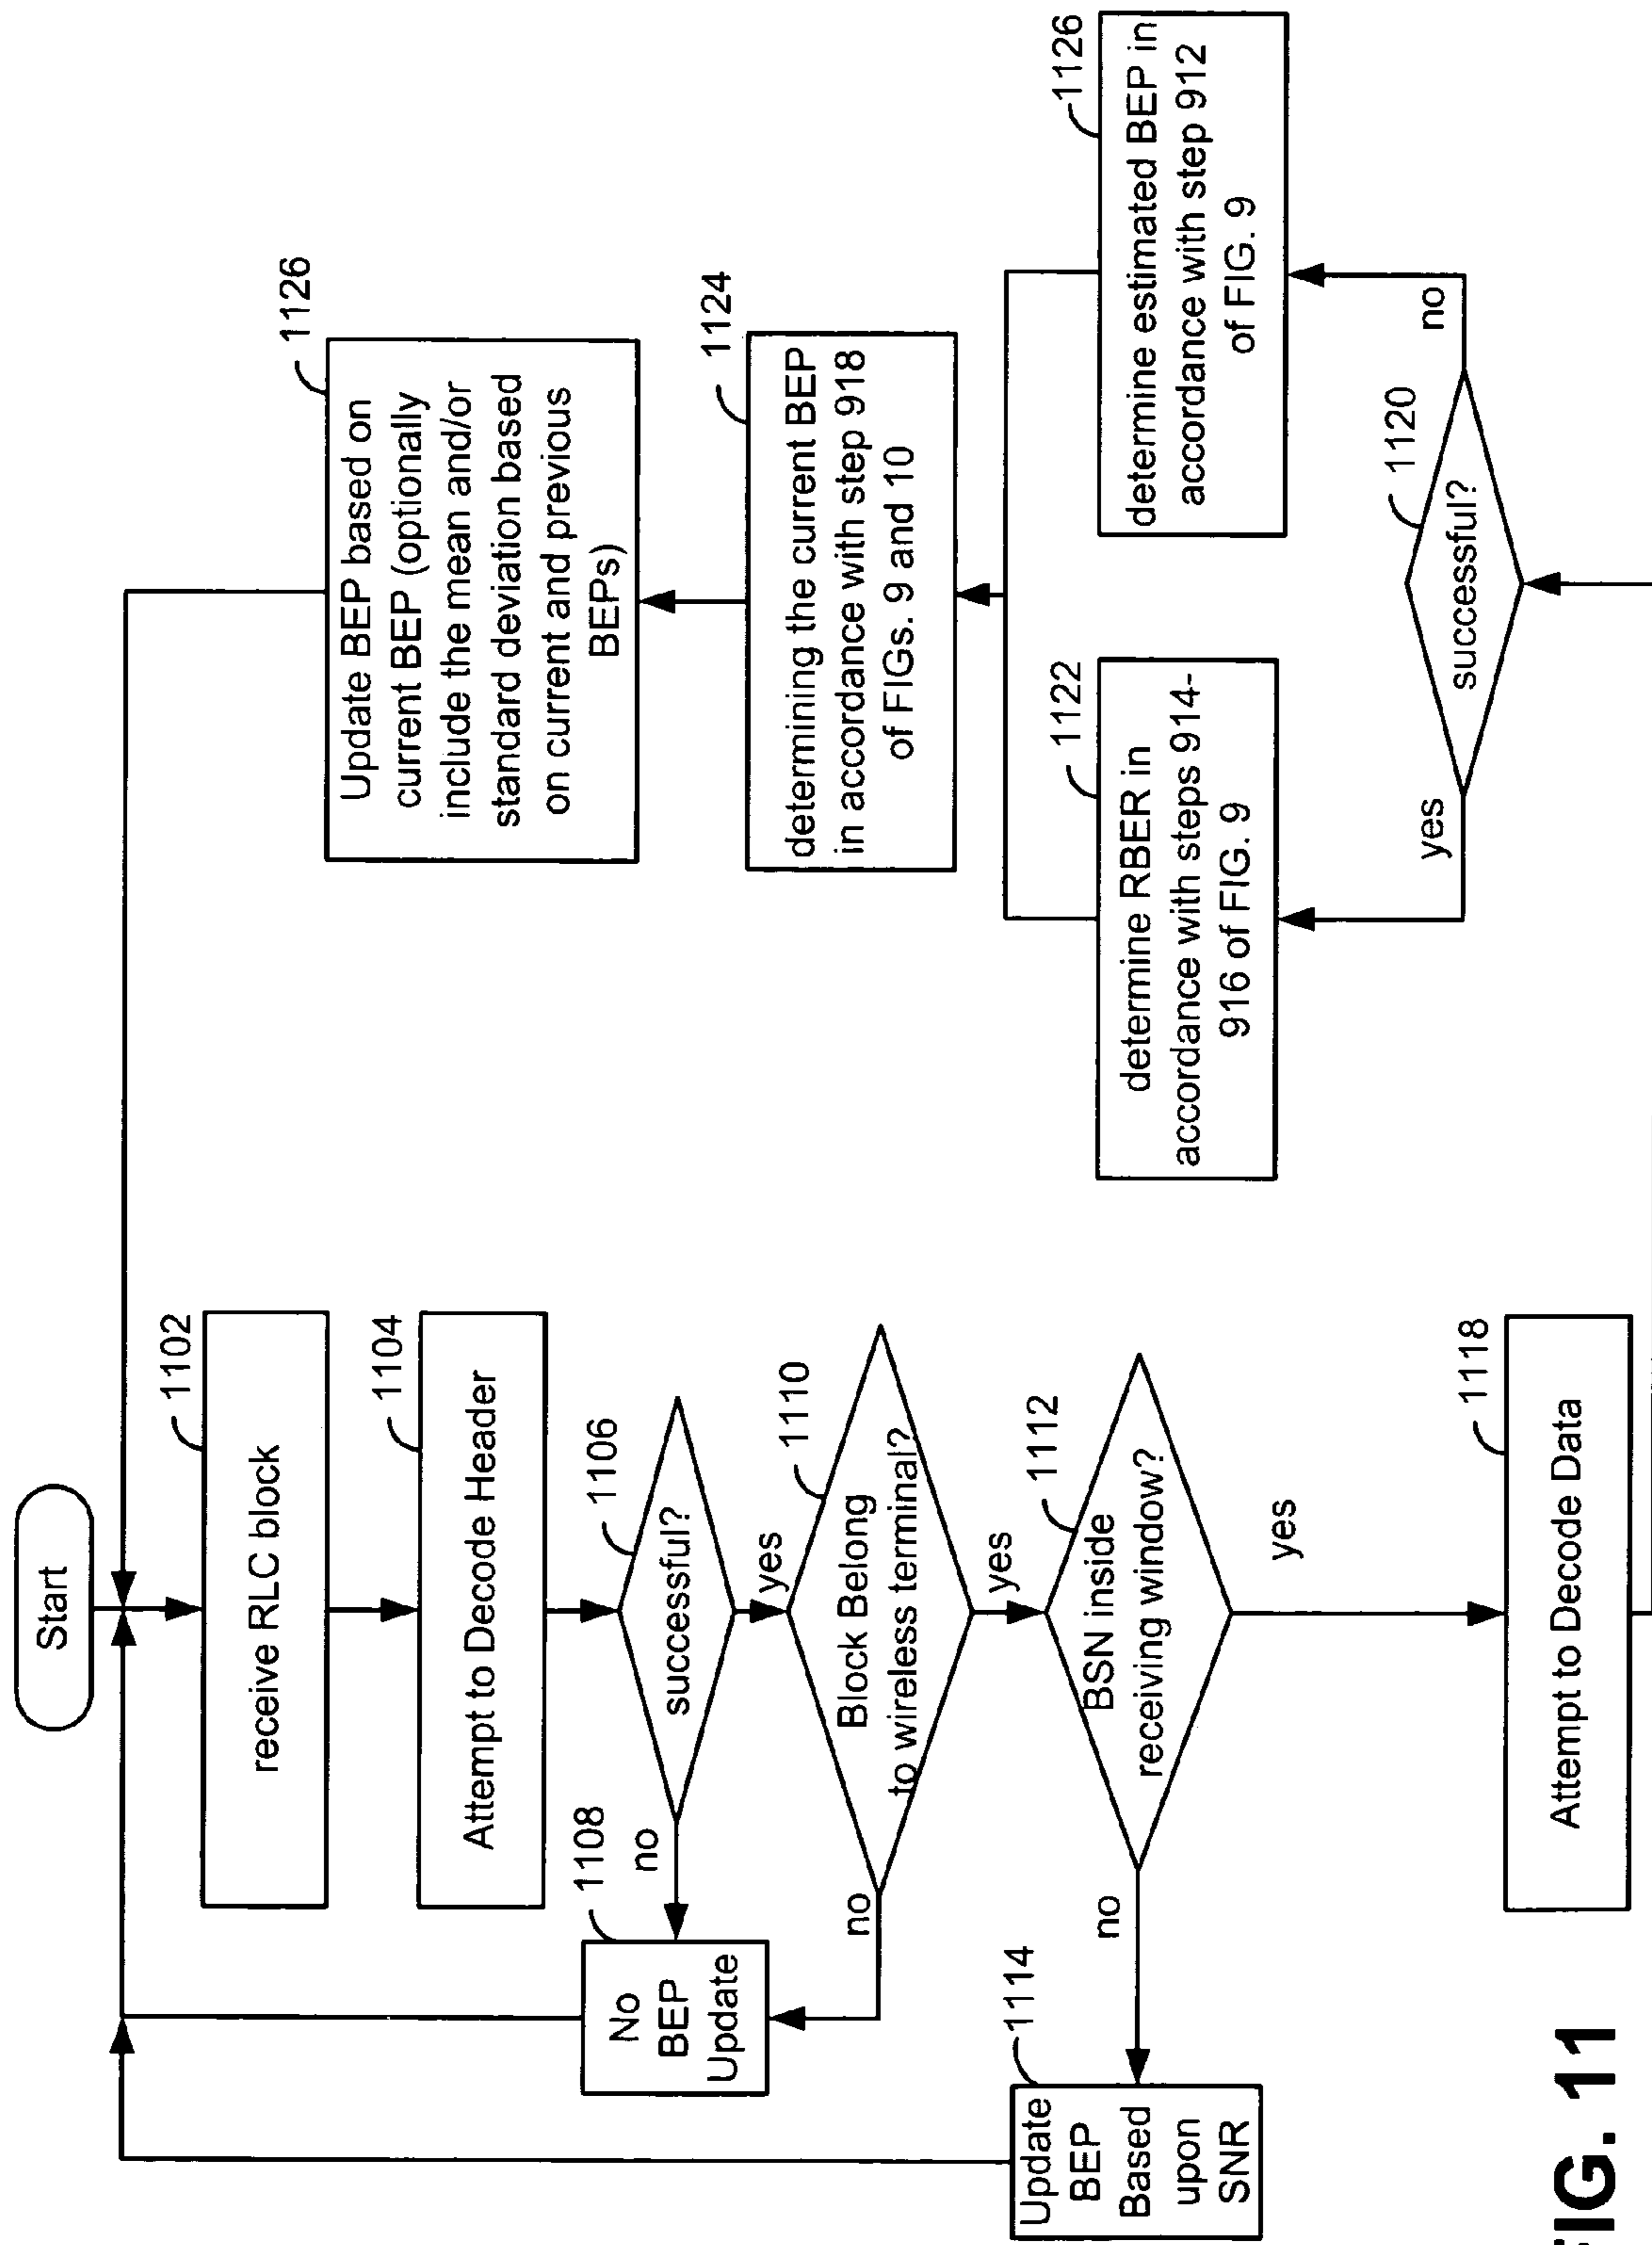 Start
1102
receive RLC block
1104
Attempt to Decode Header
1106
successful?
no
yes
1108
No
BEP
Update
1110
Block Belong
to wireless terminal?
no
yes
1112
BSN inside
receiving window?
no
yes
1114
Update
BEP
Based
upon
SNR
1118
Attempt to Decode Data
1120
successful?
yes
no
1122
determine RBER in
accordance with steps 914-
916 of FIG. 9
1126
determine estimated BEP in
accordance with step 912
of FIG. 9
1124
determining the current BEP
in accordance with step 918
of FIGs. 9 and 10
1126
Update BEP based on
current BEP (optionally
include the mean and/or
standard deviation based
on current and previous
BEPs)
FIG. 11